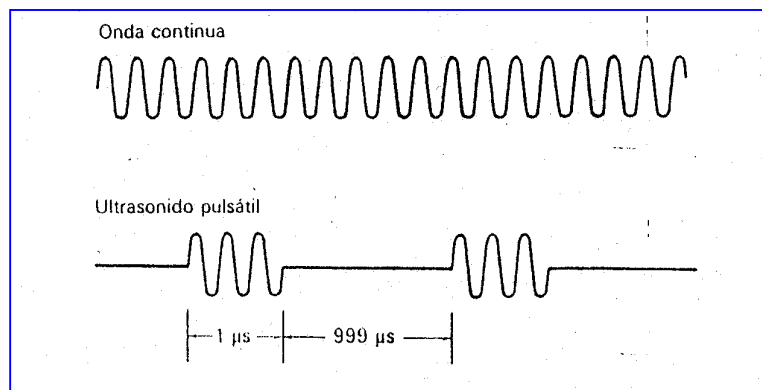 Onda continua
Ultrasonido pulsátil
1 µs
999 µs